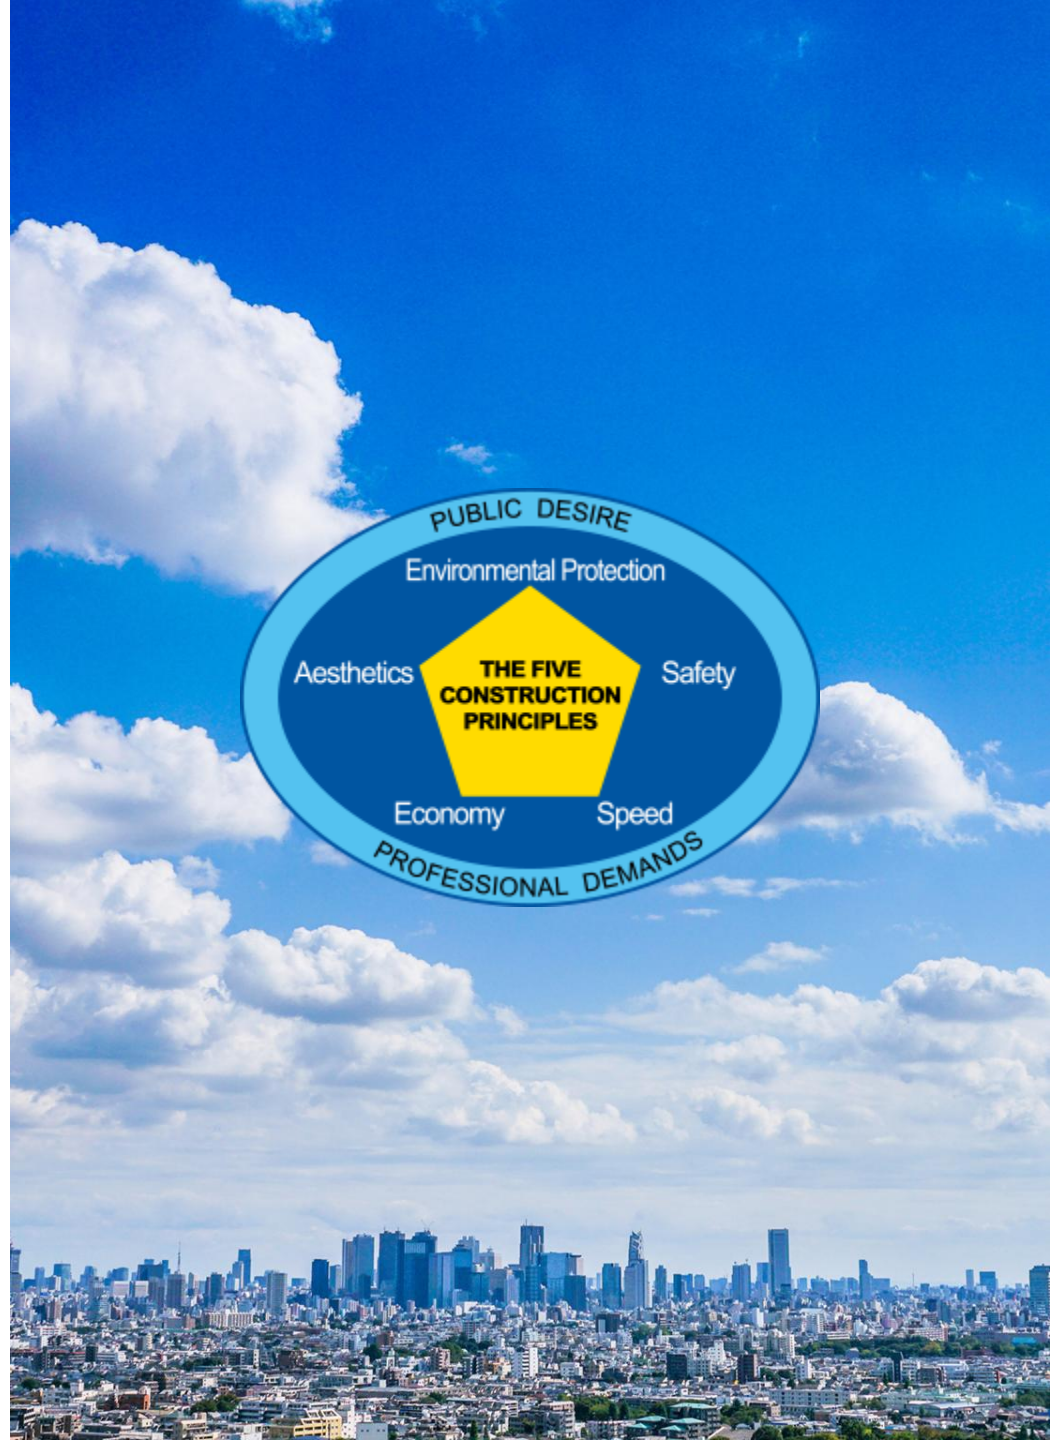 PUBLIC DESIRE
Environmental Protection
Aesthetics
THE FIVE
CONSTRUCTION
PRINCIPLES
Safety
Economy
Speed
PROFESSIONAL DEMANDS